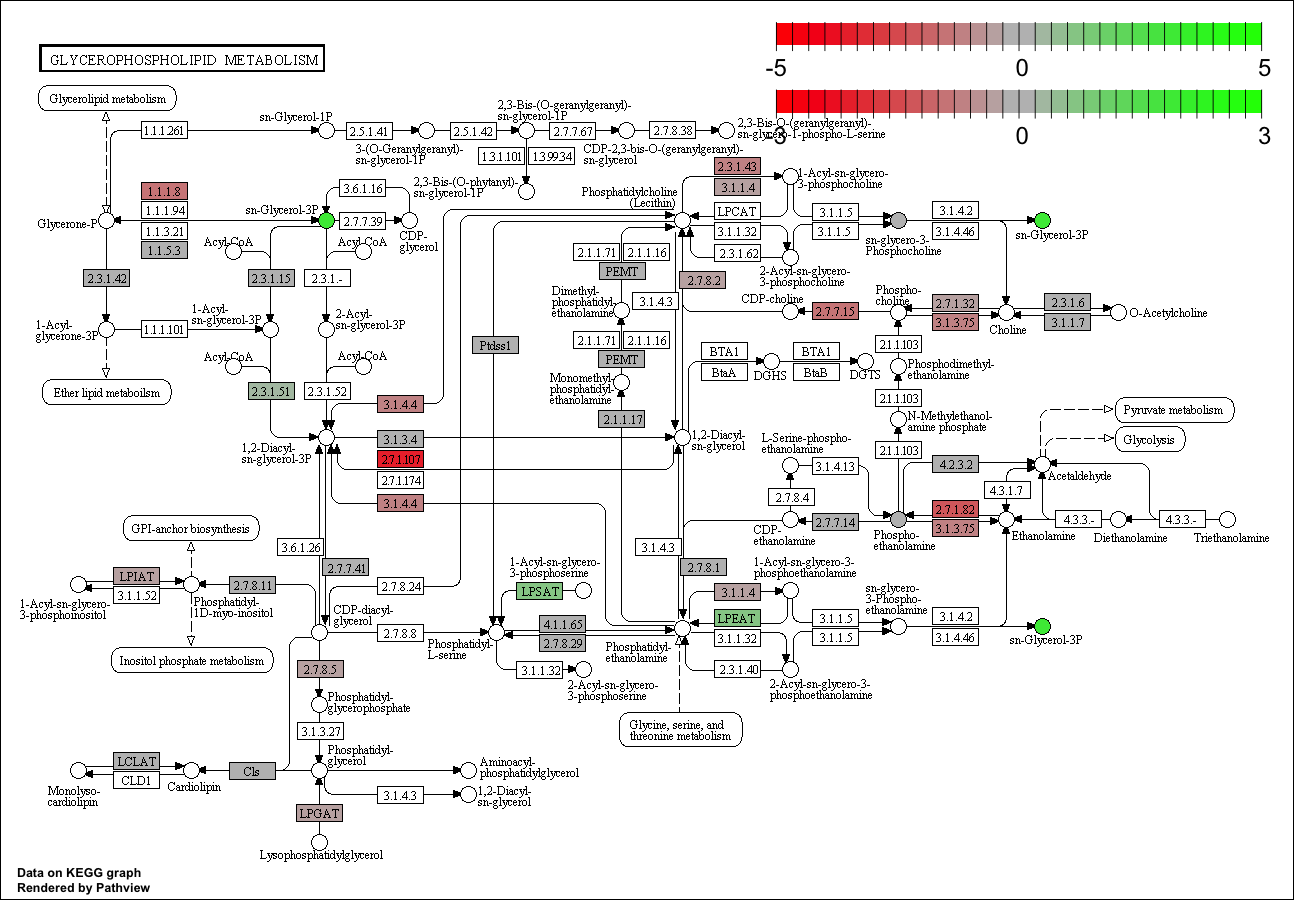 GLYCEROPHOSPHOLIPID METABOLISM
-5
0
5
-3
0
3
Glycerolipid metabolism
1.1.1.261
sn-Glycerol-1P
2.5.1.41
3-(O-Geranylgeranyl)-
sn-glycerol-1P
2.5.1.42
2,3-Bis-(O-geranylgeranyl)-
sn-glycerol-1P
2.7.7.67
CDP-2,3-bis-O-(geranylgeranyl)-
sn-glycerol
2.7.8.38
2,3-Bis-O-(geranylgeranyl)-
sn-glycero-1-phospho-L-serine
1.3.1.101
1.3.99.34
2,3-Bis-(O-phytanyl)-
sn-glycerol-1P
1.1.1.8
1.1.1.94
1.1.3.21
1.1.5.3
Glycerone-P
sn-Glycerol-3P
3.6.1.16
2.7.7.39
CDP-
glycerol
Acyl-CoA
Acyl-CoA
2.3.1.42
2.3.1.15
2.3.1.-
1-Acyl-
glycerone-3P
1.1.1.101
1-Acyl-
sn-glycerol-3P
2-Acyl-
sn-glycerol-3P
Acyl-CoA
Acyl-CoA
Ether lipid metabolism
2.3.1.51
2.3.1.52
1,2-Diacyl-
sn-glycerol-3P
3.1.4.4
3.1.3.4
2.7.1.107
2.7.1.174
3.1.4.4
Ptdss1
Phosphatidylcholine
(Lecithin)
2.3.1.43
3.1.1.4
LPCAT
3.1.1.32
2.3.1.62
1-Acyl-sn-glycero-
3-phosphocholine
2-Acyl-sn-glycero-
3-phosphocholine
3.1.1.5
3.1.1.5
sn-glycero-3-
Phosphocholine
3.1.4.2
3.1.4.46
sn-Glycerol-3P
2.1.1.71
2.1.1.16
PEMT
Dimethyl-
phosphatidyl-
ethanolamine
3.1.4.3
2.7.8.2
CDP-choline
2.7.7.15
Phospho-
choline
2.7.1.32
3.1.3.75
Choline
2.3.1.6
3.1.1.7
O-Acetylcholine
2.1.1.71
2.1.1.16
PEMT
Monomethyl-
phosphatidyl-
ethanolamine
2.1.1.17
BTA1
BtaA
DGHS
BTA1
BtaB
DGTS
2.1.1.103
Phosphodimethyl-
ethanolamine
2.1.1.103
N-Methylethanol-
amine phosphate
2.1.1.103
Pyruvate metabolism
Glycolysis
1,2-Diacyl-
sn-glycerol
L-Serine-phospho-
ethanolamine
3.1.4.13
2.7.8.4
4.2.3.2
Acetaldehyde
4.3.1.7
CDP-
ethanolamine
2.7.7.14
Phospho-
ethanolamine
2.7.1.82
3.1.3.75
Ethanolamine
4.3.3.-
Diethanolamine
4.3.3.-
Triethanolamine
GPI-anchor biosynthesis
3.6.1.26
2.7.7.41
3.1.4.3
2.7.8.1
LPIAT
3.1.1.52
1-Acyl-sn-glycero-
3-phosphoinositol
2.7.8.11
Phosphatidyl-
1D-myo-inositol
Inositol phosphate metabolism
2.7.8.24
CDP-diacyl-
glycerol
2.7.8.8
1-Acyl-sn-glycero-
3-phosphoserine
LPSAT
Phosphatidyl-
L-serine
4.1.1.65
2.7.8.29
3.1.1.32
2-Acyl-sn-glycero-
3-phosphoserine
Phosphatidyl-
ethanolamine
1-Acyl-sn-glycero-3-
phosphoethanolamine
3.1.1.4
LPEAT
3.1.1.32
2.3.1.40
2-Acyl-sn-glycero-3-
phosphoethanolamine
3.1.1.5
3.1.1.5
sn-glycero-
3-Phospho-
ethanolamine
3.1.4.2
3.1.4.46
sn-Glycerol-3P
Glycine, serine, and
threonine metabolism
2.7.8.5
Phosphatidyl-
glycerophosphate
3.1.3.27
Phosphatidyl-
glycerol
LCLAT
CLD1
Monolyso-
cardiolipin
Cardiolipin
Cls
Aminoacyl-
phosphatidylglycerol
3.1.4.3
1,2-Diacyl-
sn-glycerol
LPGAT
Lysophosphatidylglycerol
Data on KEGG graph
Rendered by Pathview